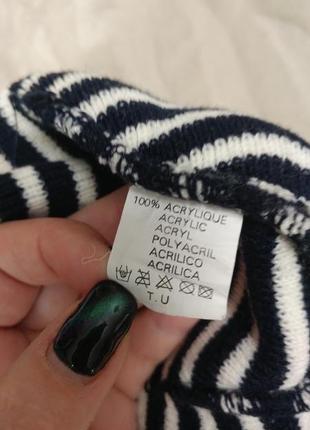 100% ACRYLIQUE
ACRYLIC
ACRYL
POLYACRIL
ACRILICO
ACRILICA
T.U